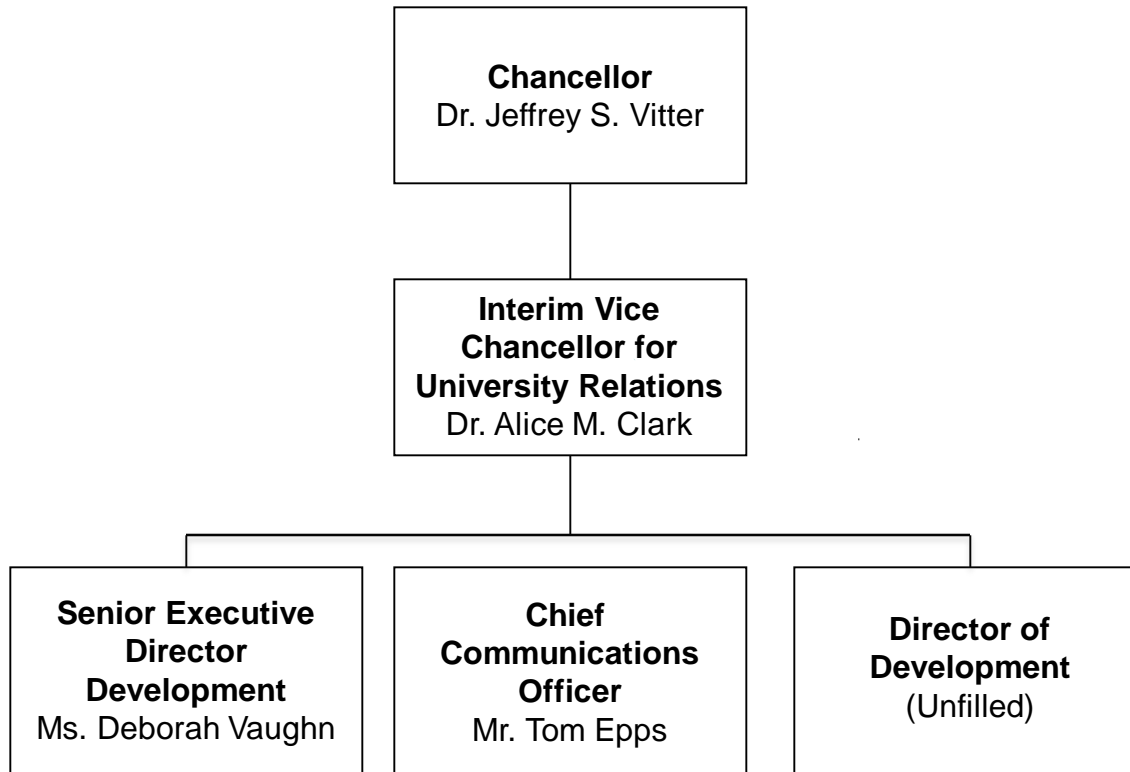 Chancellor
Dr. Jeffrey S. Vitter
Interim Vice
Chancellor for
University Relations
Dr. Alice M. Clark
Senior Executive
Director
Development
Ms. Deborah Vaughn
Chief
Communications
Officer
Mr. Tom Epps
Director of
Development
(Unfilled)